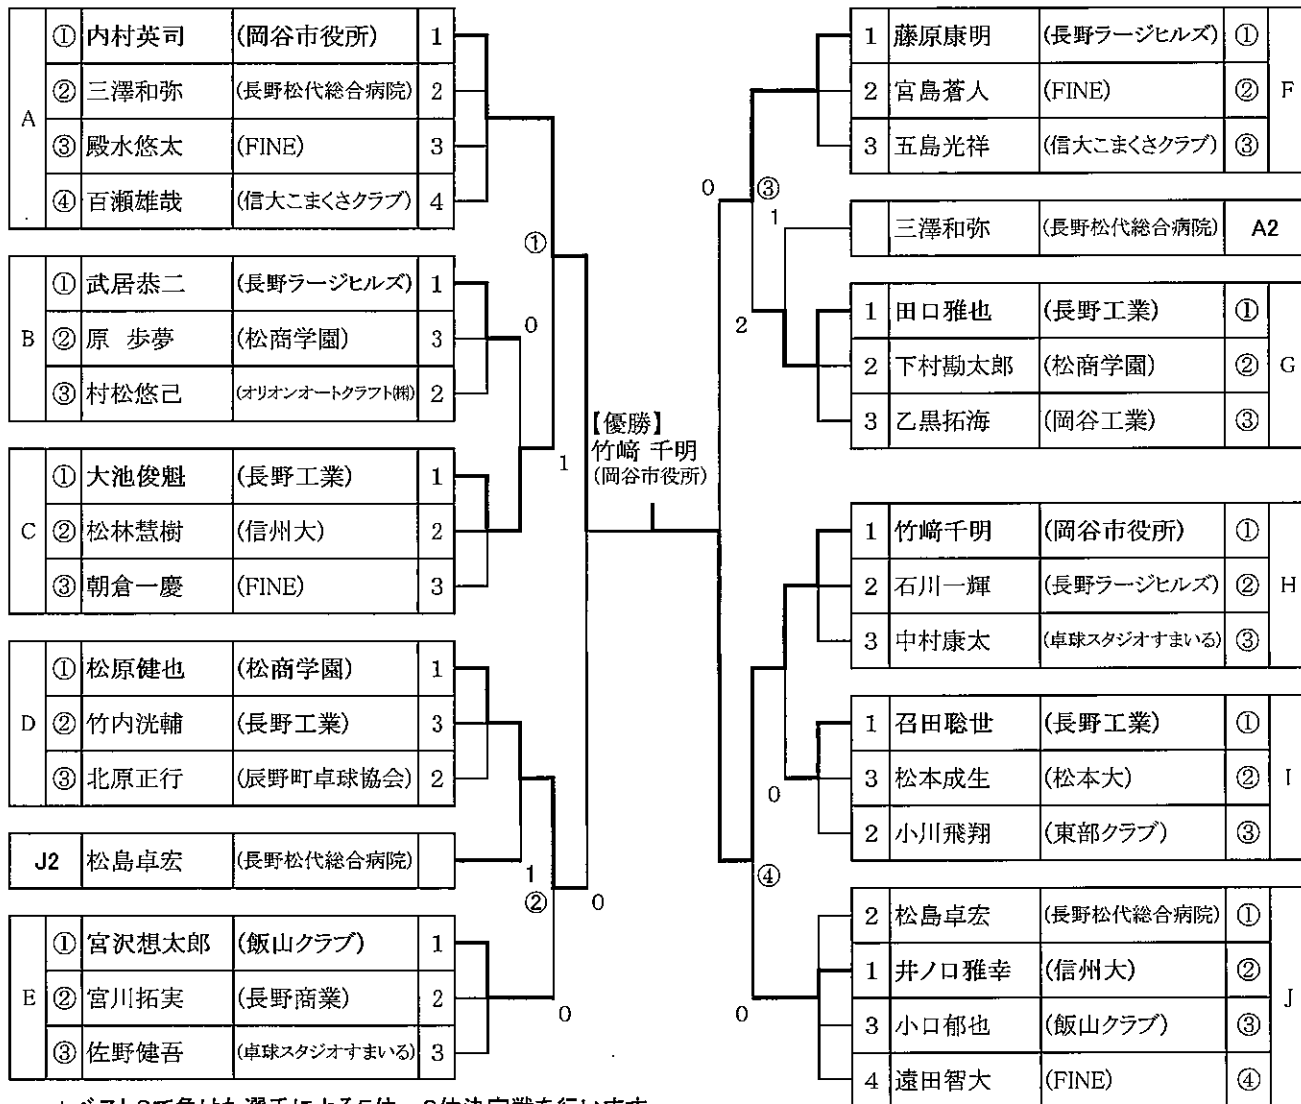 A
① 内村英司 (岡谷市役所) 1
② 三澤和弥 (長野松代総合病院) 2
③ 殿水悠太 (FINE) 3
④ 百瀬雄哉 (信大こまくさクラブ) 4
①
B
① 武居恭二 (長野ラージヒルズ) 1
② 原 歩夢 (松商学園) 3
③ 村松悠己 (オリオンオートクラフト㈱) 2
0
C
① 大池俊魁 (長野工業) 1
② 松林慧樹 (信州大) 2
③ 朝倉一慶 (FINE) 3
1
D
① 松原健也 (松商学園) 1
② 竹内洸輔 (長野工業) 3
③ 北原正行 (辰野町卓球協会) 2
J2 松島卓宏 (長野松代総合病院)
1
② 0
E
① 宮沢想太郎 (飯山クラブ) 1
② 宮川拓実 (長野商業) 2
③ 佐野健吾 (卓球スタジオすまいる) 3
0
【優勝】
竹﨑 千明
(岡谷市役所)
F
1 藤原康明 (長野ラージヒルズ) ①
2 宮島蒼人 (FINE) ②
3 五島光祥 (信大こまくさクラブ) ③
0 ③
1
三澤和弥 (長野松代総合病院) A2
G
1 田口雅也 (長野工業) ①
2 下村勘太郎 (松商学園) ②
3 乙黒拓海 (岡谷工業) ③
2
H
1 竹﨑千明 (岡谷市役所) ①
2 石川一輝 (長野ラージヒルズ) ②
3 中村康太 (卓球スタジオすまいる) ③
I
1 召田聡世 (長野工業) ①
3 松本成生 (松本大) ②
2 小川飛翔 (東部クラブ) ③
0
④
J
2 松島卓宏 (長野松代総合病院) ①
1 井ノ口雅幸 (信州大) ②
3 小口郁也 (飯山クラブ) ③
4 遠田智大 (FINE) ④
0